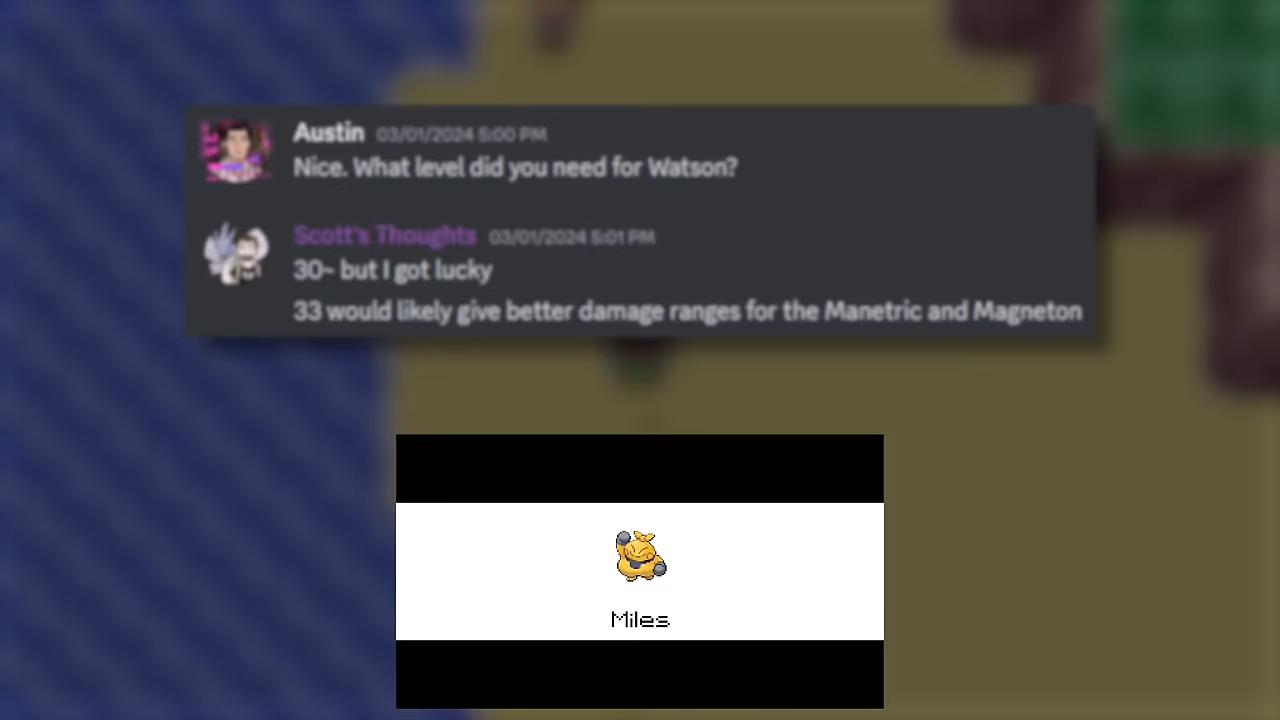 Austin 03/01/2024 5:00 PM
Nice. What level did you need for Watson?
Scott's Thoughts 03/01/2024 5:01 PM
30~ but I got lucky
33 would likely give better damage ranges for the Manetric and Magneton
Miles